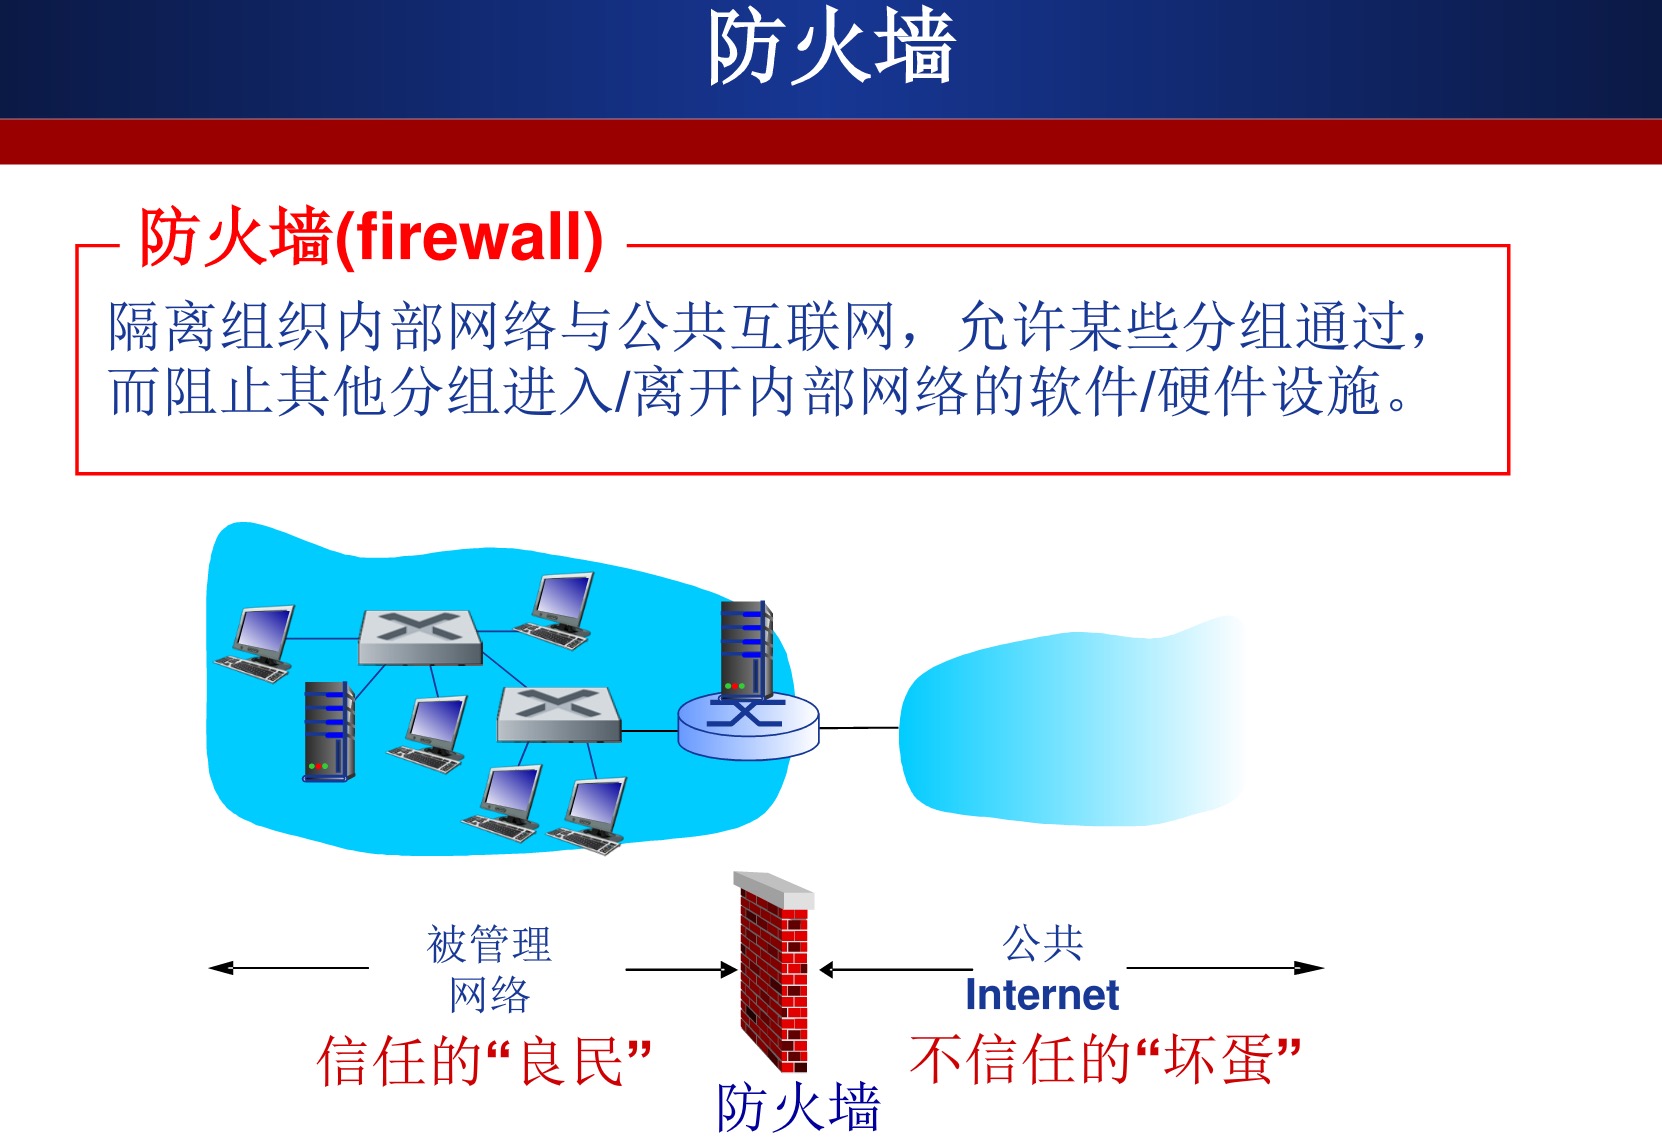 防火墙
防火墙(firewall)
隔离组织内部网络与公共互联网，允许某些分组通过，
而阻止其他分组进入/离开内部网络的软件/硬件设施。
被管理
网络
信任的“良民”
公共
Internet
不信任的“坏蛋”
防火墙